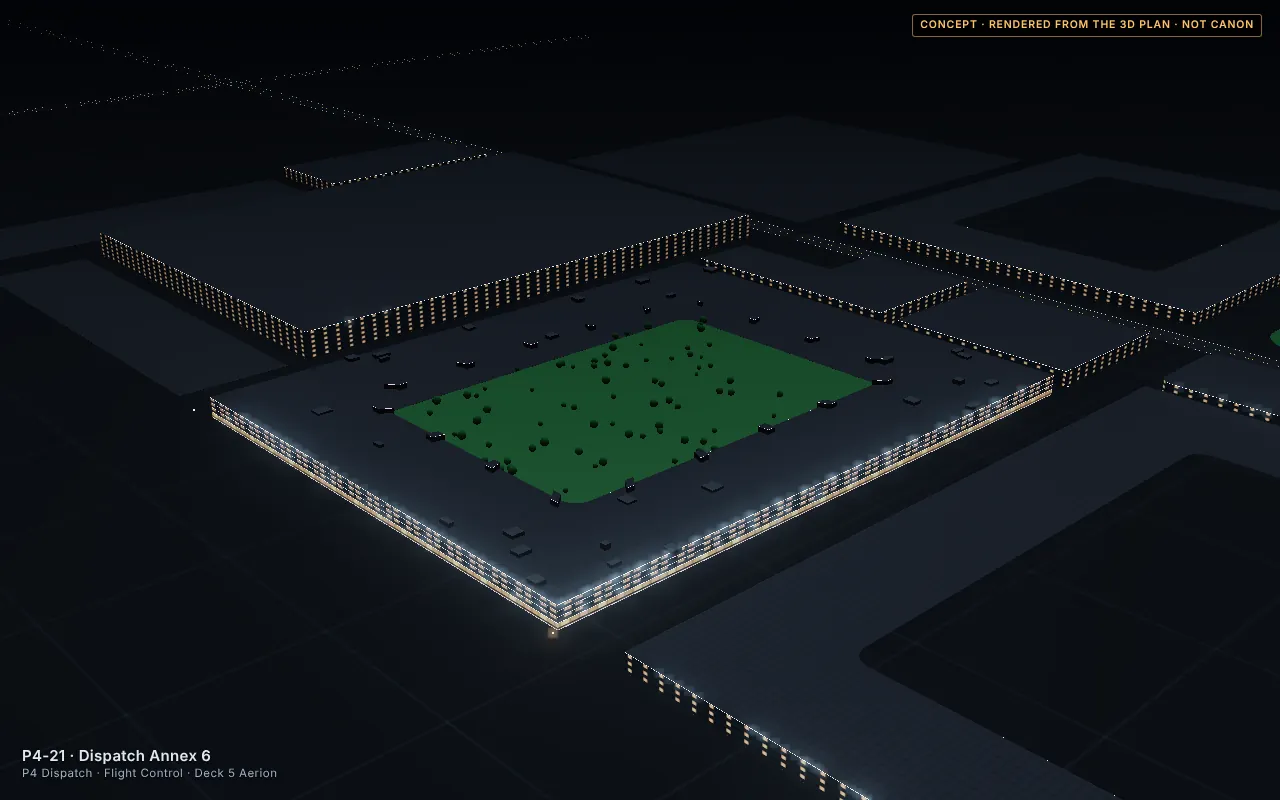 CONCEPT · RENDERED FROM THE 3D PLAN · NOT CANON
P4-21 · Dispatch Annex 6
P4 Dispatch · Flight Control · Deck 5 Aerion